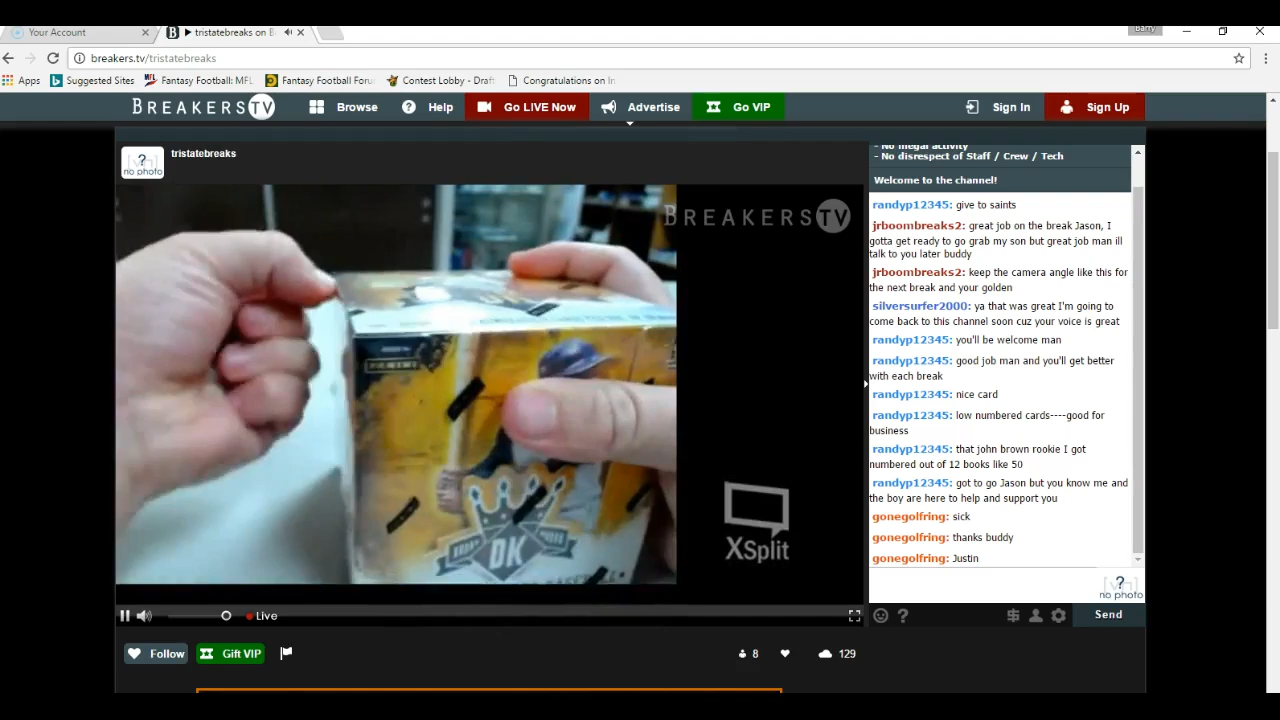 Your Account
tristatebreaks on B
Barry
breakers.tv/tristatebreaks
Apps
Suggested Sites
Fantasy Football: MFL
Fantasy Football Foru
Contest Lobby - Draft
Congratulations on In
BREAKERSTV
Browse
Help
Go LIVE Now
Advertise
Go VIP
Sign In
Sign Up
? no photo
tristatebreaks
- No illegal activity
- No disrespect of Staff / Crew / Tech
Welcome to the channel!
randyp12345: give to saints
jrboombreaks2: great job on the break Jason, I
gotta get ready to go grab my son but great job man ill
talk to you later buddy
jrboombreaks2: keep the camera angle like this for
the next break and your golden
silversurfer2000: ya that was great I'm going to
come back to this channel soon cuz your voice is great
randyp12345: you'll be welcome man
randyp12345: good job man and you'll get better
with each break
randyp12345: nice card
randyp12345: low numbered cards----good for
business
randyp12345: that john brown rookie I got
numbered out of 12 books like 50
randyp12345: got to go Jason but you know me and
the boy are here to help and support you
gonegolfring: sick
gonegolfring: thanks buddy
gonegolfring: Justin
BREAKERSTV
PANINI
DK
XSplit
? no photo
Live
Send
Follow
Gift VIP
8
129